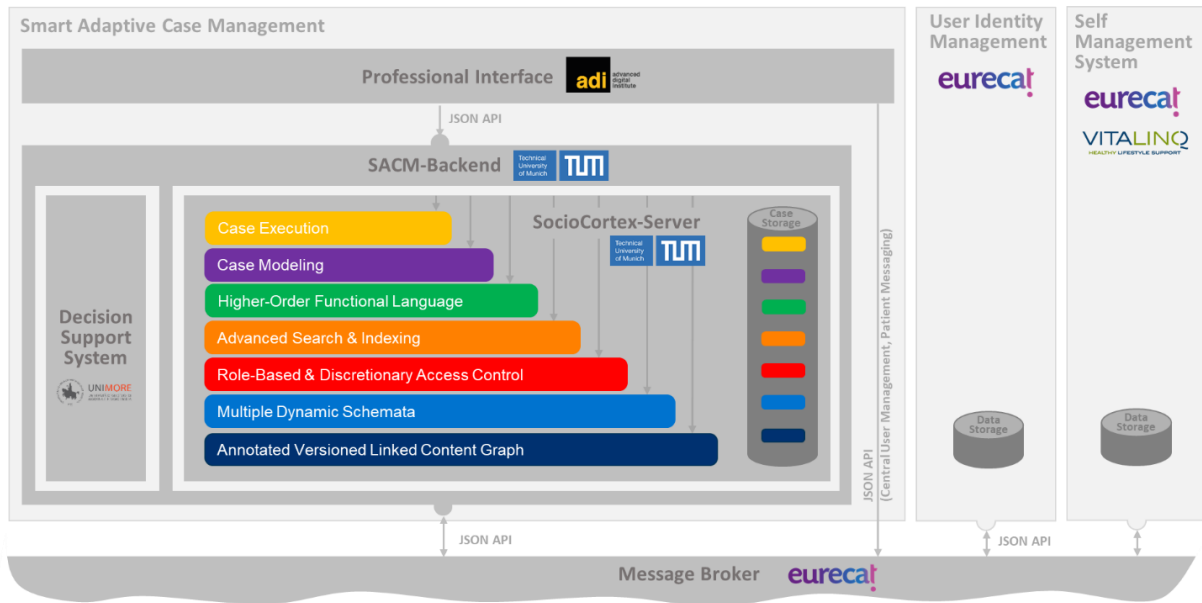 Smart Adaptive Case Management
Professional Interface
adi
advanced
digital
institute
JSON API
SACM-Backend
Technical
University
of Munich
TUM
Decision
Support
System
UNIMORE
Case Execution
Case Modeling
Higher-Order Functional Language
Advanced Search & Indexing
Role-Based & Discretionary Access Control
Multiple Dynamic Schemata
Annotated Versioned Linked Content Graph
SocioCortex-Server
Technical
University
of Munich
TUM
Case
Storage
JSON API
(Central User Management, Patient Messaging)
User Identity
Management
eurecat
Data
Storage
Self
Management
System
eurecat
VITALINQ
HEALTHY LIFESTYLE SUPPORT
Data
Storage
JSON API
JSON API
Message Broker
eurecat